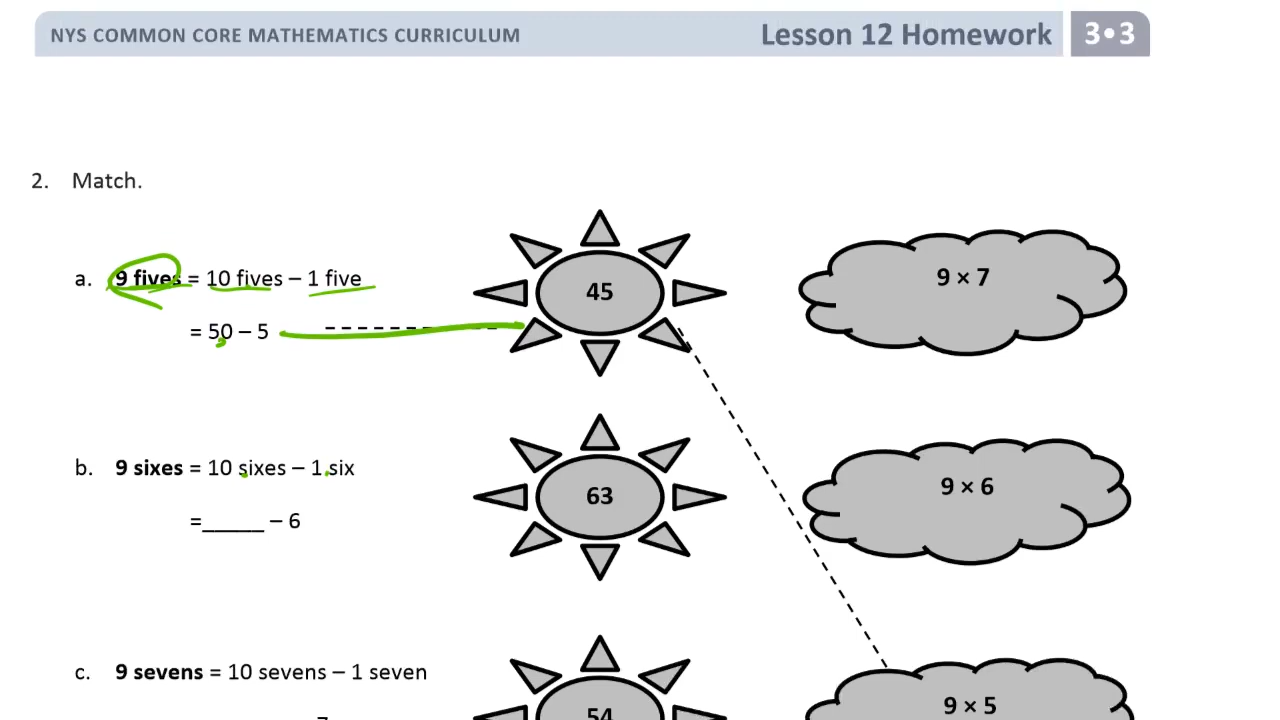 NYS COMMON CORE MATHEMATICS CURRICULUM Lesson 12 Homework 3•3
2. Match.
a. 9 fives = 10 fives – 1 five
= 50 – 5
45
9 × 7
b. 9 sixes = 10 sixes – 1 six
=_____ – 6
63
9 × 6
c. 9 sevens = 10 sevens – 1 seven
54
9 × 5